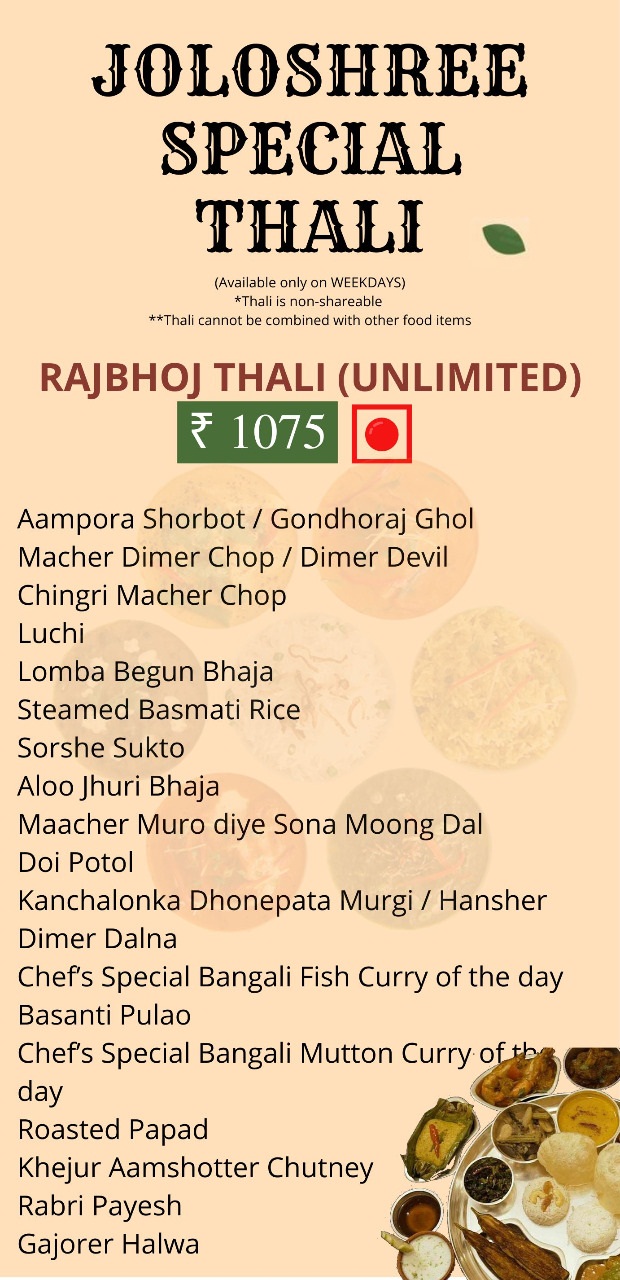 JOLOSHREE
SPECIAL
THALI
(Available only on WEEKDAYS)
*Thali is non-shareable
**Thali cannot be combined with other food items
RAJBHOJ THALI (UNLIMITED)
₹ 1075
Aampora Shorbot / Gondhoraj Ghol
Macher Dimer Chop / Dimer Devil
Chingri Macher Chop
Luchi
Lomba Begun Bhaja
Steamed Basmati Rice
Sorshe Sukto
Aloo Jhuri Bhaja
Maacher Muro diye Sona Moong Dal
Doi Potol
Kanchalonka Dhonepata Murgi / Hansher
Dimer Dalna
Chef’s Special Bangali Fish Curry of the day
Basanti Pulao
Chef’s Special Bangali Mutton Curry of the
day
Roasted Papad
Khejur Aamshotter Chutney
Rabri Payesh
Gajorer Halwa